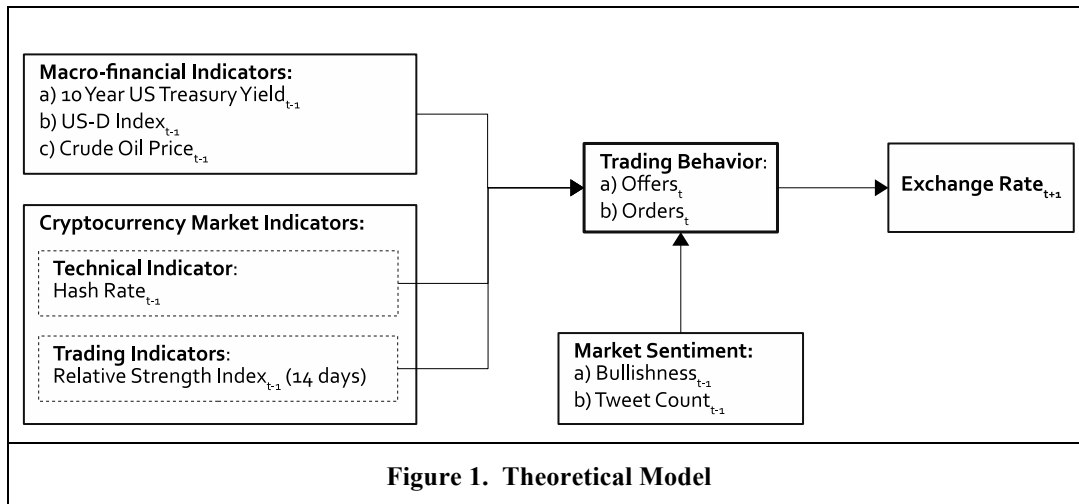 Macro-financial Indicators:
a) 10 Year US Treasury Yield t-1
b) US-D Index t-1
c) Crude Oil Price t-1
Cryptocurrency Market Indicators:
Technical Indicator:
Hash Rate t-1
Trading Indicators:
Relative Strength Index t-1 (14 days)
Trading Behavior:
a) Offers t
b) Orders t
Market Sentiment:
a) Bullishness t-1
b) Tweet Count t-1
Exchange Rate t+1
Figure 1. Theoretical Model